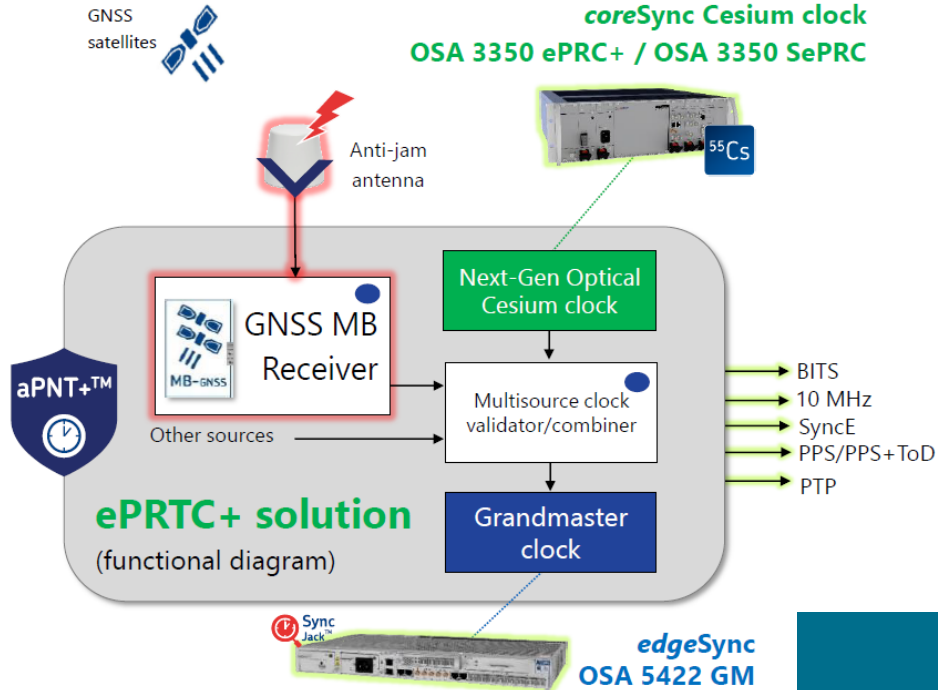 GNSS
satellites
coreSync Cesium clock
OSA 3350 ePRC+ / OSA 3350 SePRC
Anti-jam
antenna
55Cs
Next-Gen Optical
Cesium clock
GNSS MB
Receiver
MB-GNSS
aPNT+™
Multisource clock
validator/combiner
Other sources
BITS
10 MHz
SyncE
PPS/PPS+ToD
PTP
ePRTC+ solution
(functional diagram)
Grandmaster
clock
Sync
Jack™
edgeSync
OSA 5422 GM